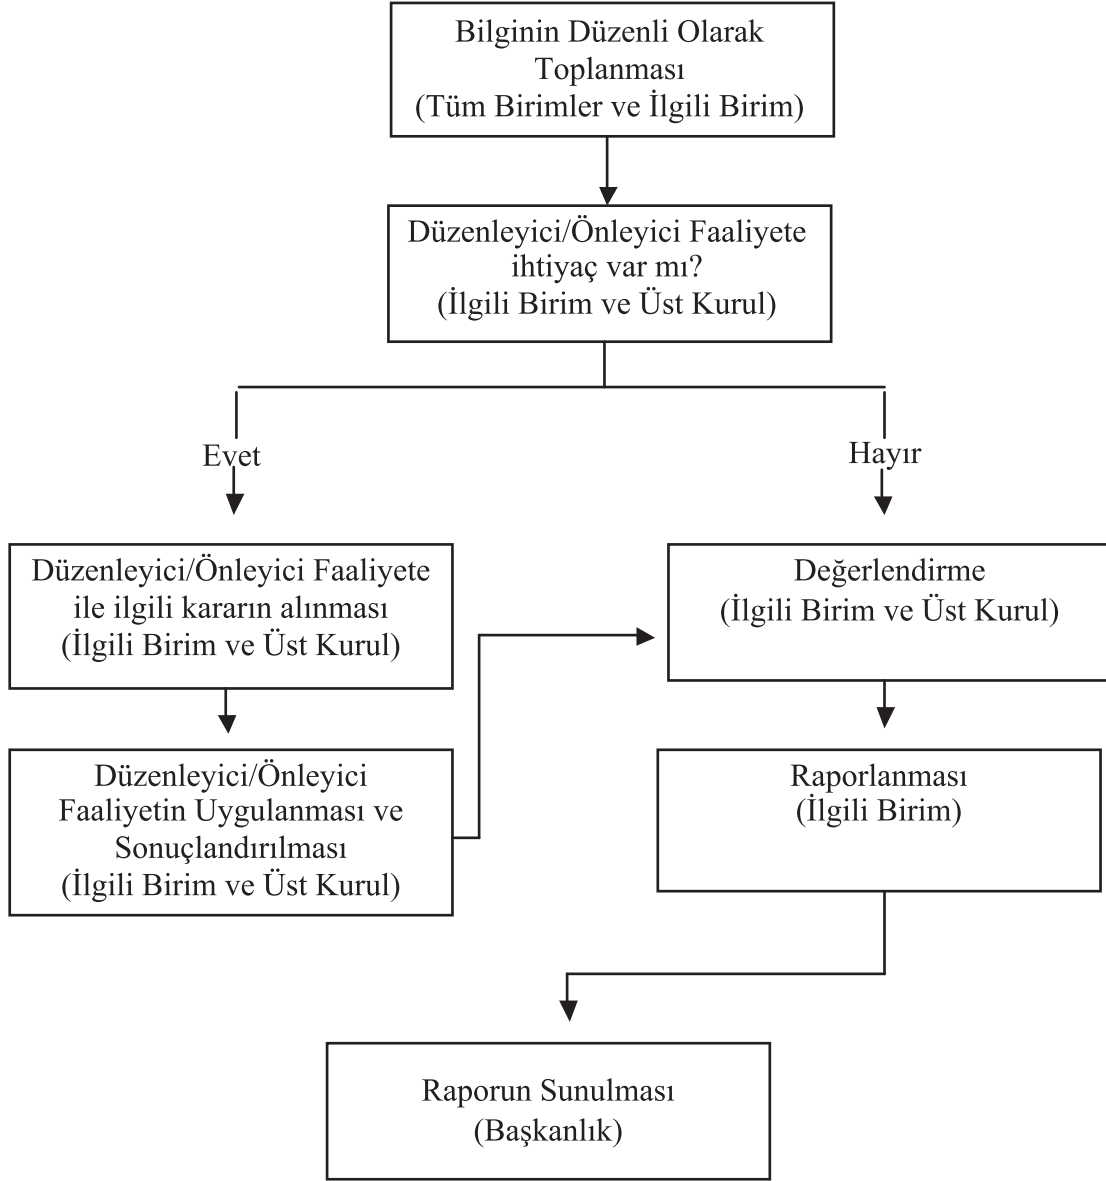 Bilginin Düzenli Olarak
Toplanması
(Tüm Birimler ve İlgili Birim)
Düzenleyici/Önleyici Faaliyete
ihtiyaç var mı?
(İlgili Birim ve Üst Kurul)
Evet
Hayır
Düzenleyici/Önleyici Faaliyete
ile ilgili kararın alınması
(İlgili Birim ve Üst Kurul)
Değerlendirme
(İlgili Birim ve Üst Kurul)
Düzenleyici/Önleyici
Faaliyetin Uygulanması ve
Sonuçlandırılması
(İlgili Birim ve Üst Kurul)
Raporlanması
(İlgili Birim)
Raporun Sunulması
(Başkanlık)